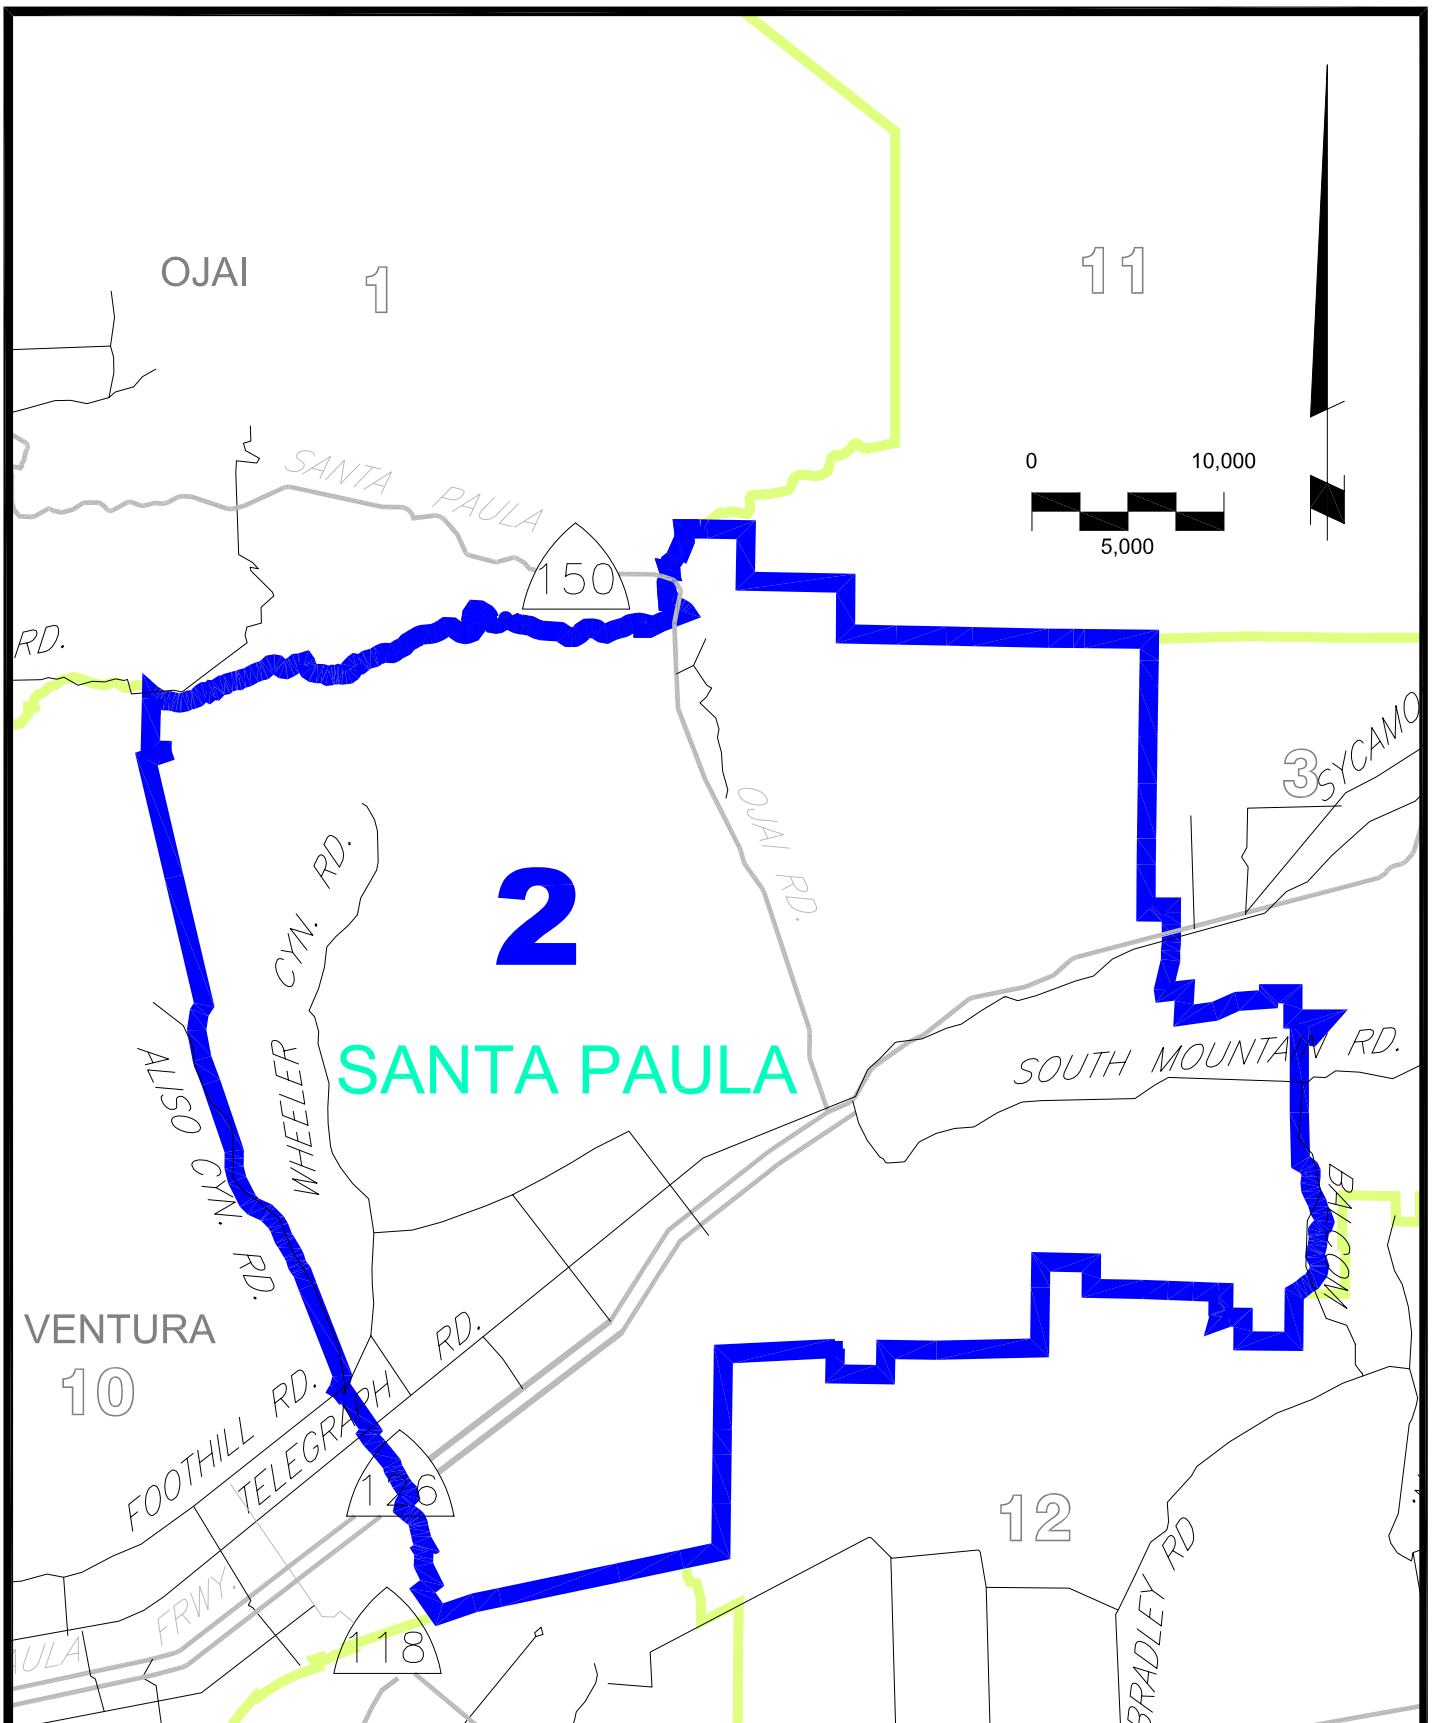 OJAI
1
11
SANTA PAULA
0
10,000
5,000
150
RD.
SYCAMO
3
OJAI RD.
WHEELER CYN. RD.
2
SANTA PAULA
SOUTH MOUNTAIN RD.
ALISO CYN. RD.
BALCOM
VENTURA
10
FOOTHILL RD.
TELEGRAPH RD.
126
12
BRADLEY RD
FRWY.
AULA
118